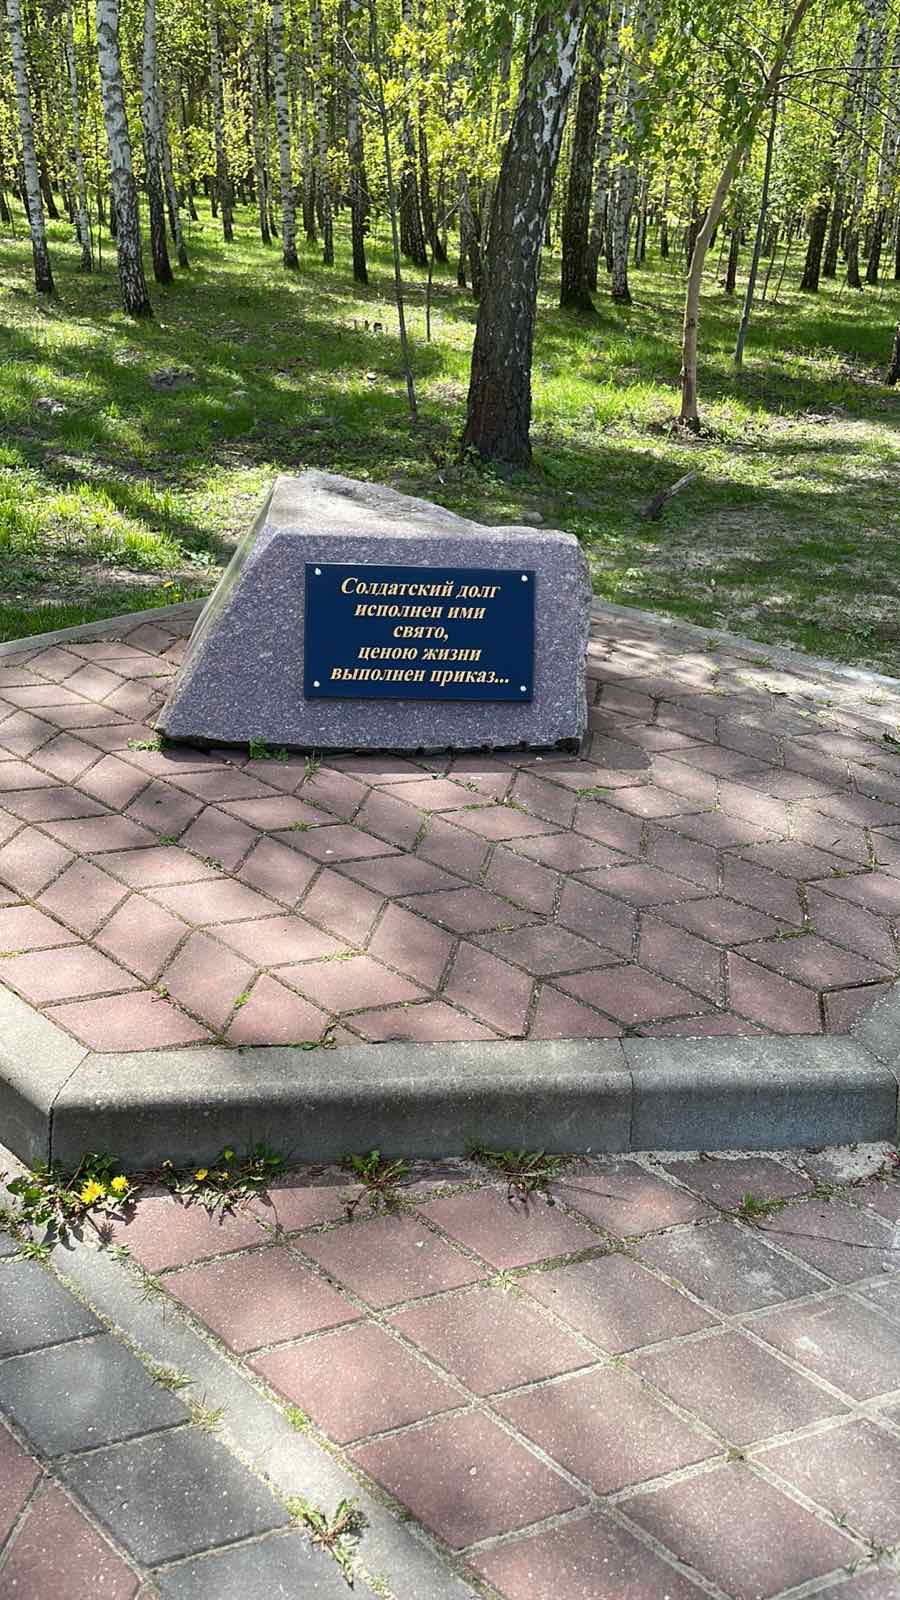 Солдатский долг
исполнен ими
свято,
ценою жизни
выполнен приказ...